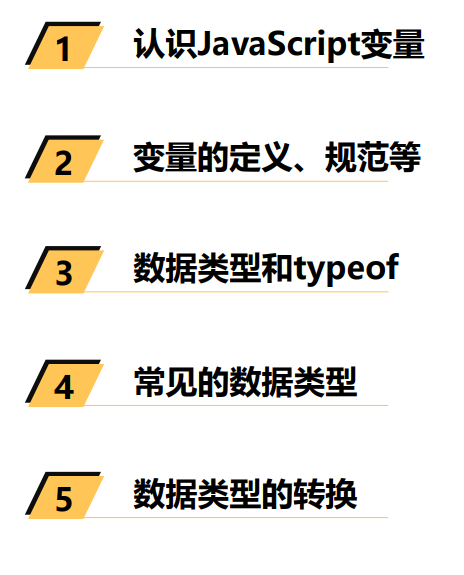 1 认识JavaScript变量
2 变量的定义、规范等
3 数据类型和typeof
4 常见的数据类型
5 数据类型的转换